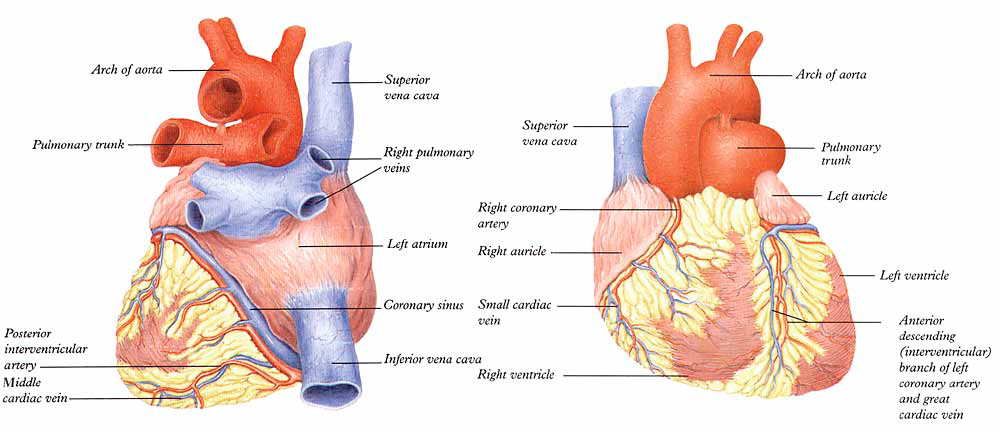 Arch of aorta
Pulmonary trunk
Superior
vena cava
Right pulmonary
veins
Left atrium
Coronary sinus
Inferior vena cava
Posterior
interventricular
artery
Middle
cardiac vein
Superior
vena cava
Right coronary
artery
Right auricle
Small cardiac
vein
Right ventricle
Arch of aorta
Pulmonary
trunk
Left auricle
Left ventricle
Anterior
descending
(interventricular)
branch of left
coronary artery
and great
cardiac vein